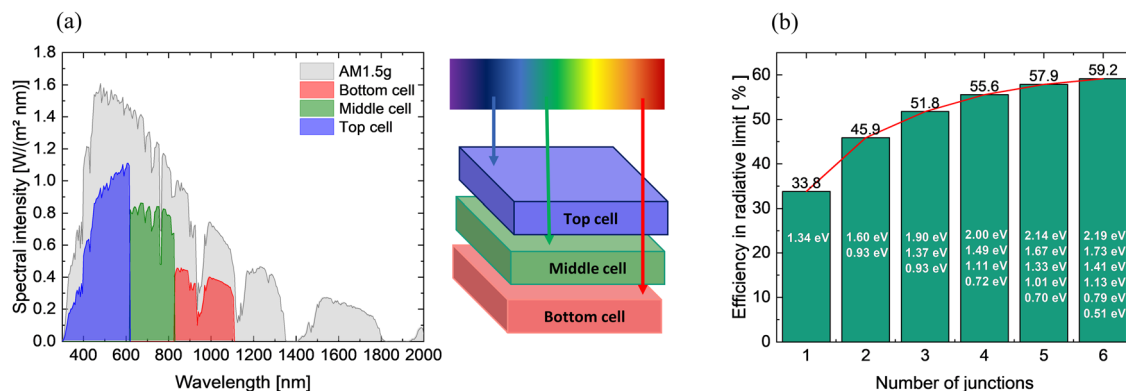 (a)
1.8
1.6
1.4
1.2
1.0
0.8
0.6
0.4
0.2
0.0
Spectral intensity [W/(m² nm)]
AM1.5g
Bottom cell
Middle cell
Top cell
400 600 800 1000 1200 1400 1600 1800 2000
Wavelength [nm]
Top cell
Middle cell
Bottom cell
(b)
60
50
40
30
20
10
0
Efficiency in radiative limit [ % ]
33.8
45.9
51.8
55.6
57.9
59.2
1.34 eV
1.60 eV
0.93 eV
1.90 eV
1.37 eV
0.93 eV
2.00 eV
1.49 eV
1.11 eV
0.72 eV
2.14 eV
1.67 eV
1.33 eV
1.01 eV
0.70 eV
2.19 eV
1.73 eV
1.41 eV
1.13 eV
0.79 eV
0.51 eV
1 2 3 4 5 6
Number of junctions